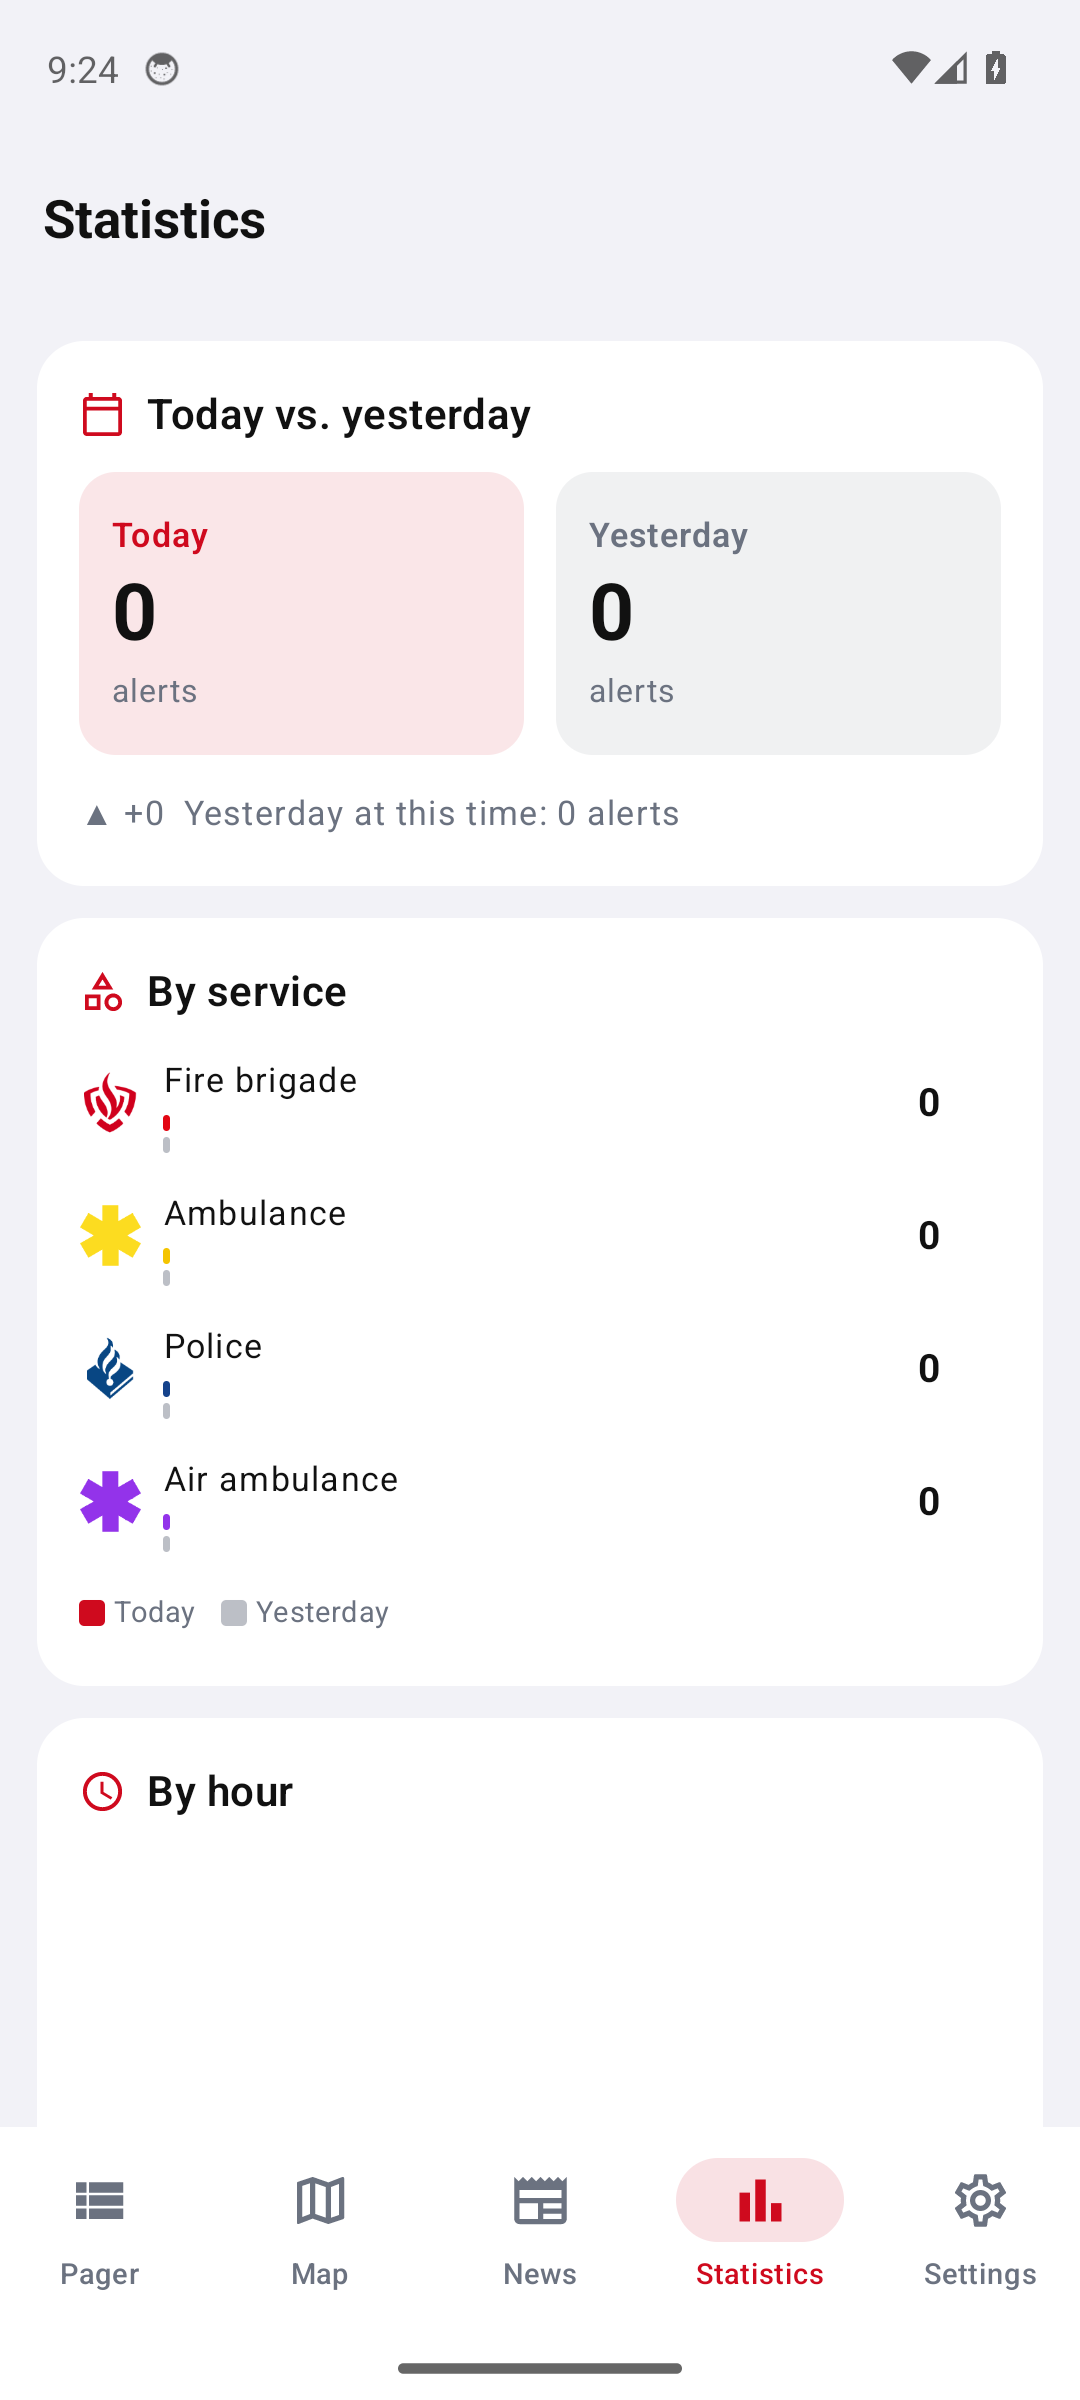 9:24
Statistics
Today vs. yesterday
Today
0
alerts
Yesterday
0
alerts
▲ +0 Yesterday at this time: 0 alerts
By service
Fire brigade
0
Ambulance
0
Police
0
Air ambulance
0
Today Yesterday
By hour
Pager Map News Statistics Settings